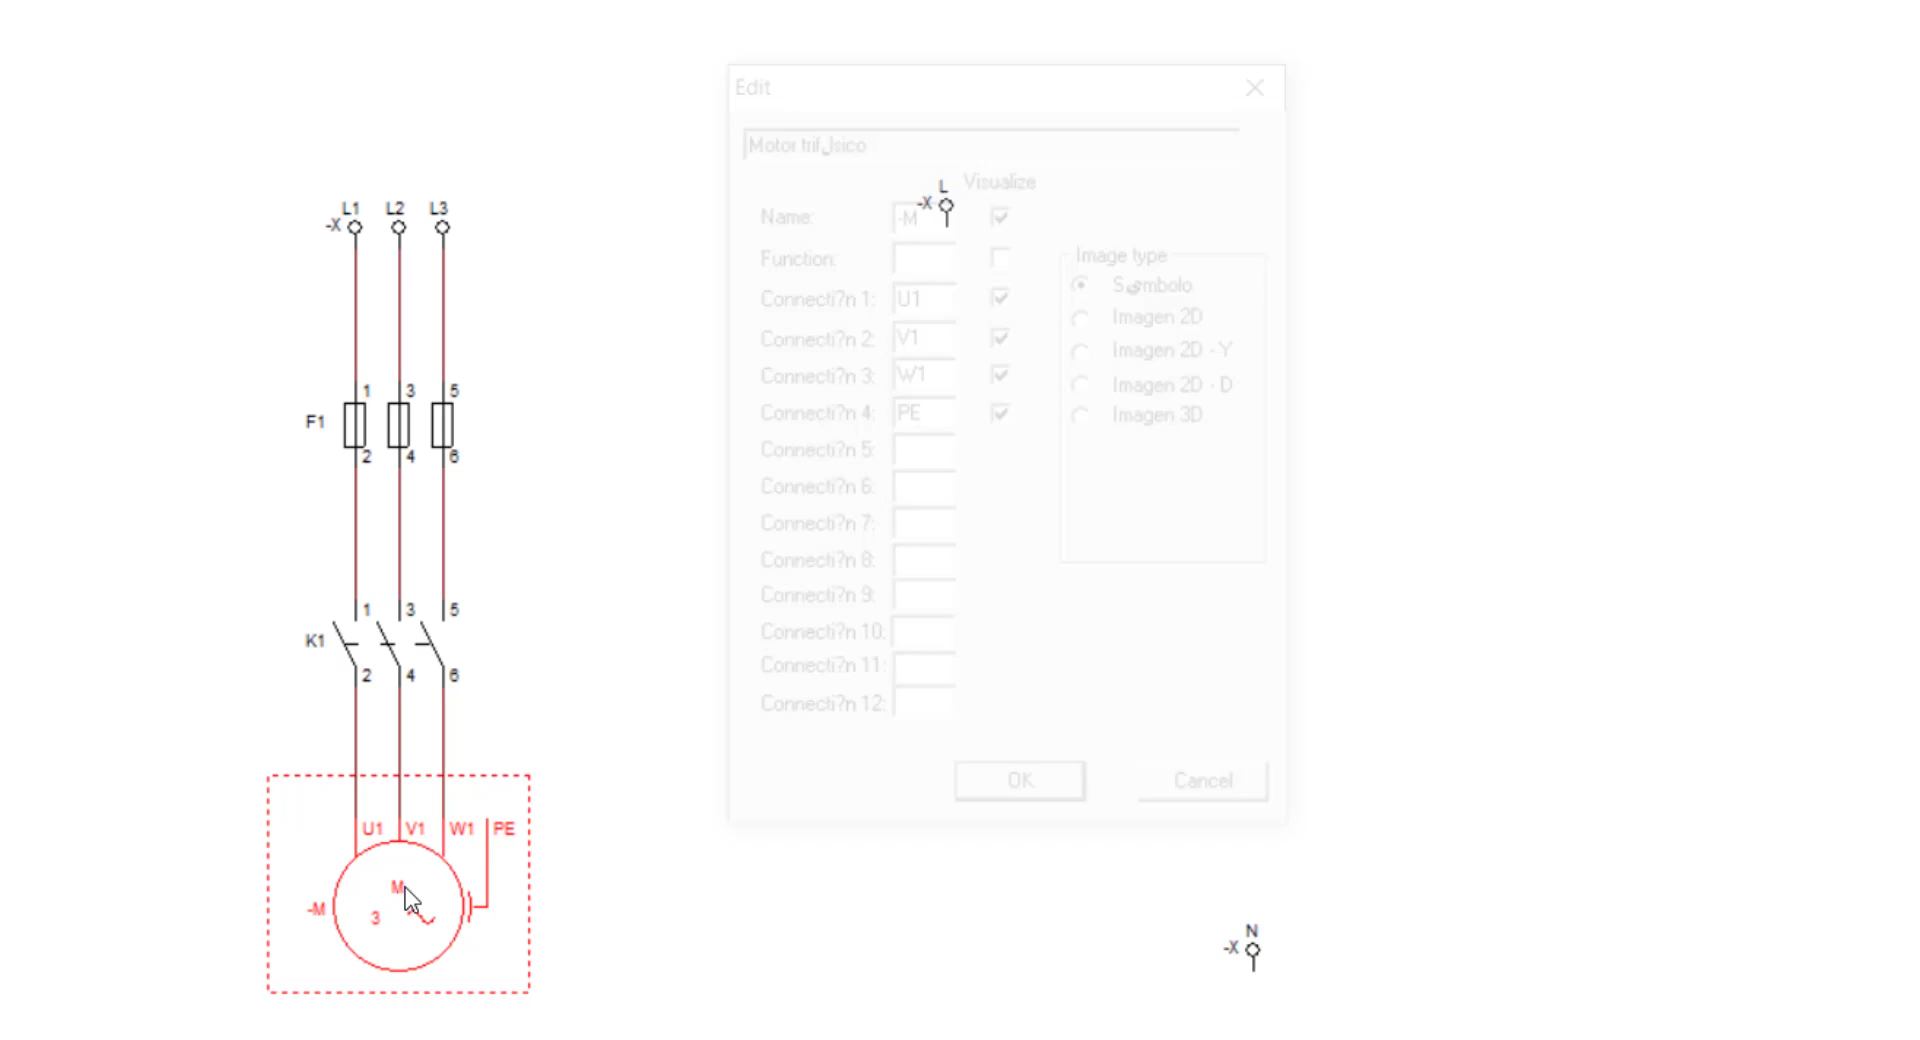 Edit
Motor trifڶsico
Visualize
L
-X
Name: -M
Function:
Image type
Connecti?n 1: U1
Sيmbolo
Connecti?n 2: V1
Imagen 2D
Connecti?n 3: W1
Imagen 2D - Y
Connecti?n 4: PE
Imagen 2D - D
Connecti?n 5:
Imagen 3D
Connecti?n 6:
Connecti?n 7:
Connecti?n 8:
Connecti?n 9:
Connecti?n 10:
Connecti?n 11:
Connecti?n 12:
OK Cancel
L1 L2 L3
-X
1 3 5
F1
2 4 6
1 3 5
K1
2 4 6
U1 V1 W1 PE
M
-M 3
N
-X